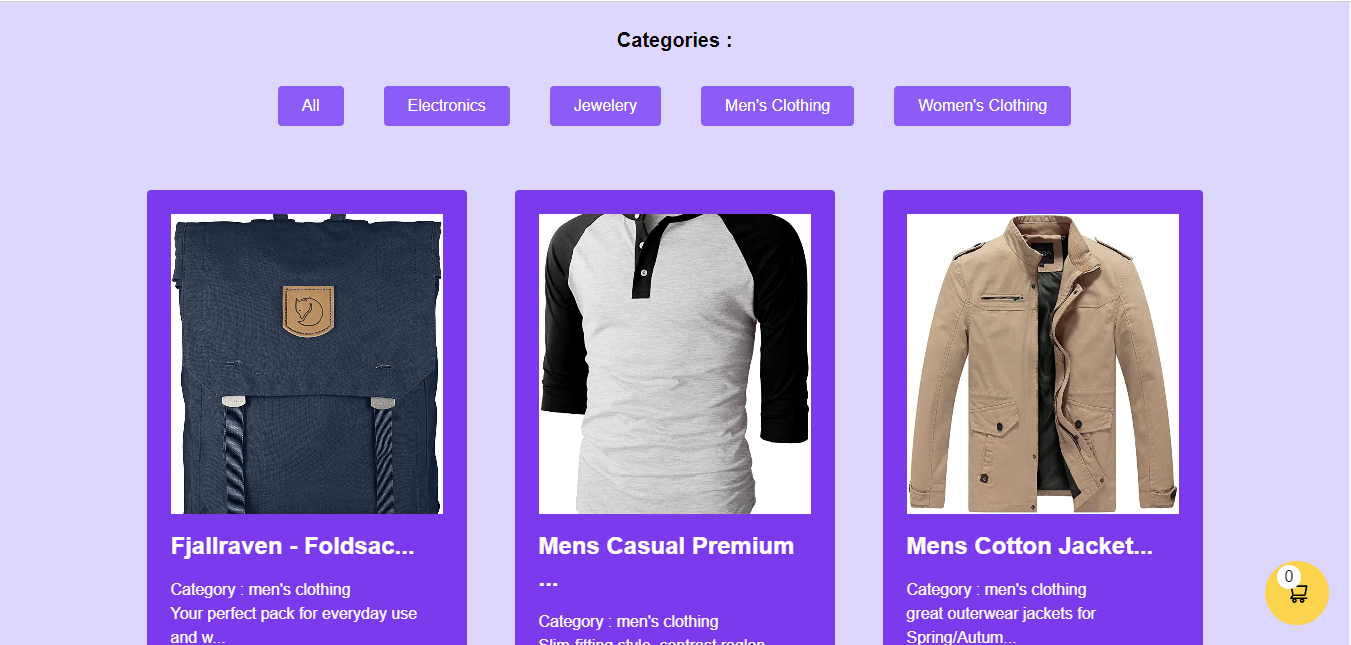 Categories :
All
Electronics
Jewelery
Men's Clothing
Women's Clothing
Fjallraven - Foldsac...
Category : men's clothing
Your perfect pack for everyday use
and w...
Mens Casual Premium
...
Category : men's clothing
Slim-fitting style, contrast raglan
Mens Cotton Jacket...
Category : men's clothing
great outerwear jackets for
Spring/Autum...
0